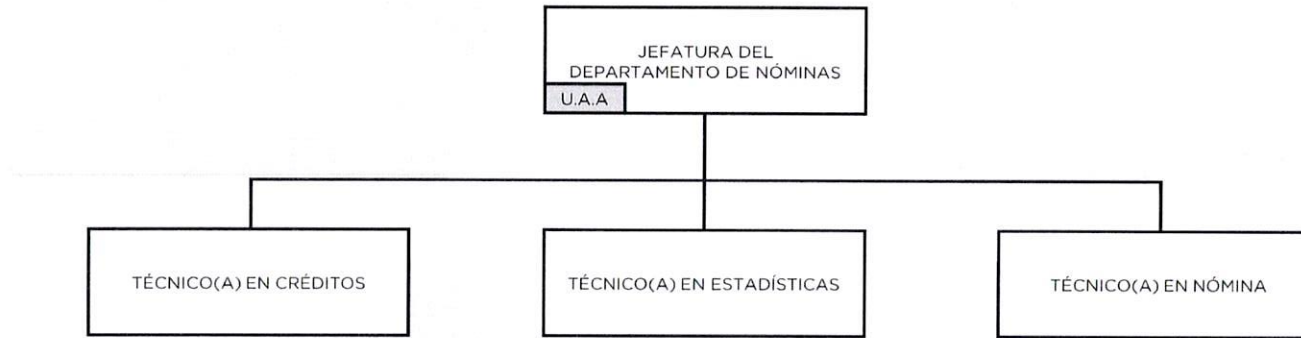 JEFATURA DEL
DEPARTAMENTO DE NÓMINAS
U.A.A
TÉCNICO(A) EN CRÉDITOS
TÉCNICO(A) EN ESTADÍSTICAS
TÉCNICO(A) EN NÓMINA